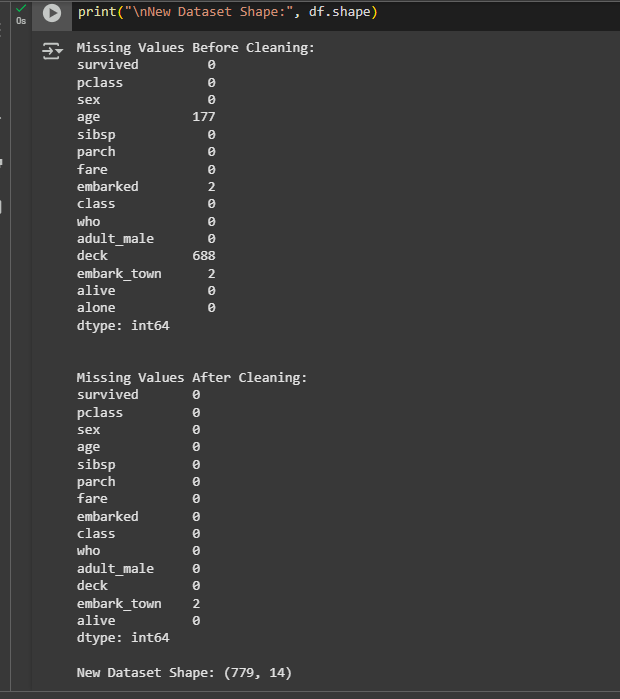 0s
print("\nNew Dataset Shape:", df.shape)
Missing Values Before Cleaning:
survived 0
pclass 0
sex 0
age 177
sibsp 0
parch 0
fare 0
embarked 2
class 0
who 0
adult_male 0
deck 688
embark_town 2
alive 0
alone 0
dtype: int64
Missing Values After Cleaning:
survived 0
pclass 0
sex 0
age 0
sibsp 0
parch 0
fare 0
embarked 0
class 0
who 0
adult_male 0
deck 0
embark_town 2
alive 0
dtype: int64
New Dataset Shape: (779, 14)